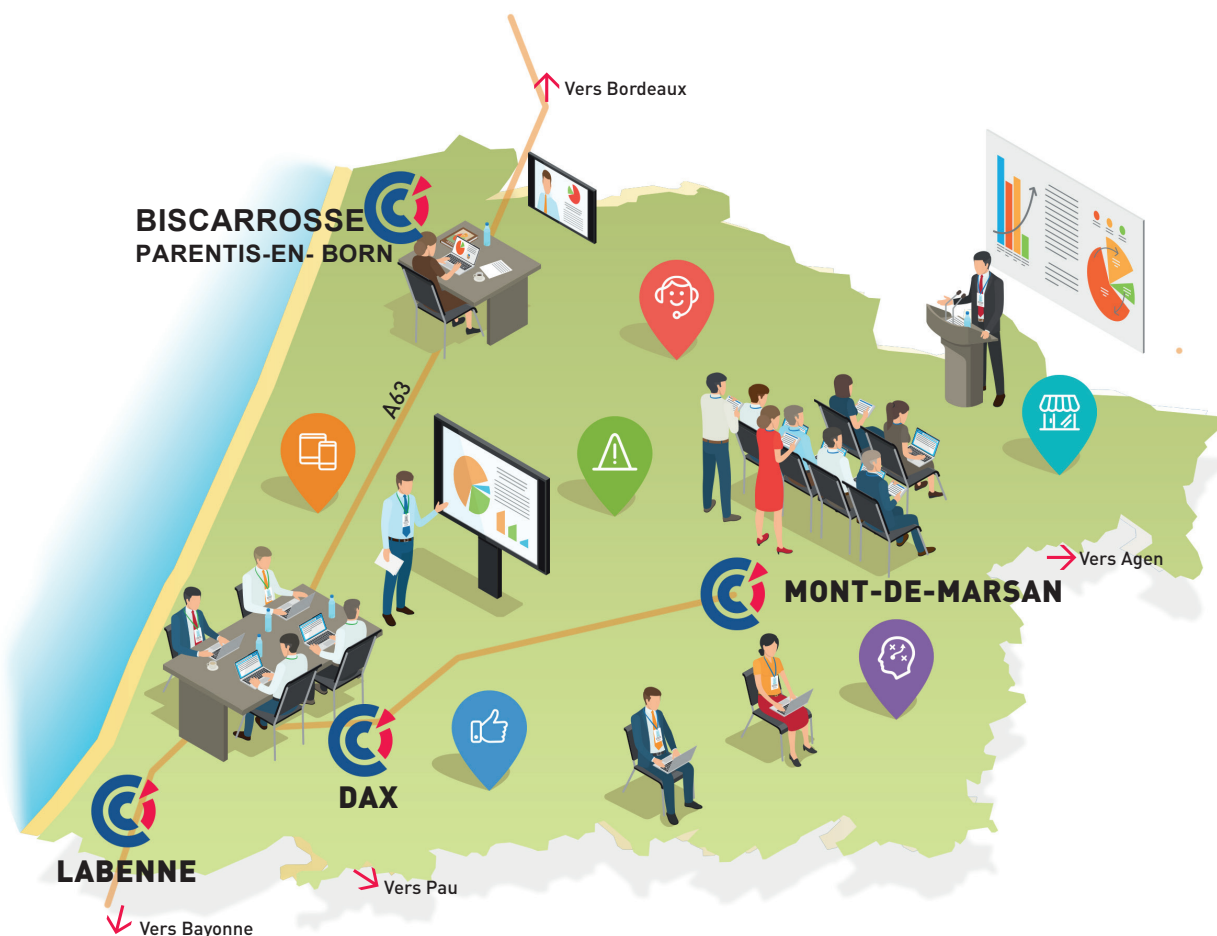 Vers Bordeaux
BISCARROSSE
PARENTIS-EN- BORN
A63
Vers Agen
MONT-DE-MARSAN
DAX
LABENNE
Vers Pau
Vers Bayonne